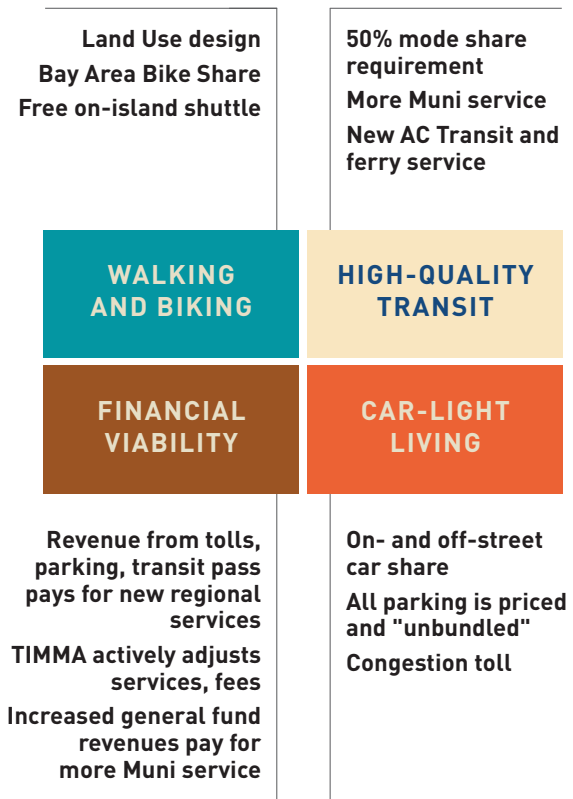 Land Use design
Bay Area Bike Share
Free on-island shuttle
50% mode share
requirement
More Muni service
New AC Transit and
ferry service
WALKING
AND BIKING
HIGH-QUALITY
TRANSIT
FINANCIAL
VIABILITY
CAR-LIGHT
LIVING
Revenue from tolls,
parking, transit pass
pays for new regional
services
TIMMA actively adjusts
services, fees
Increased general fund
revenues pay for
more Muni service
On- and off-street
car share
All parking is priced
and "unbundled"
Congestion toll